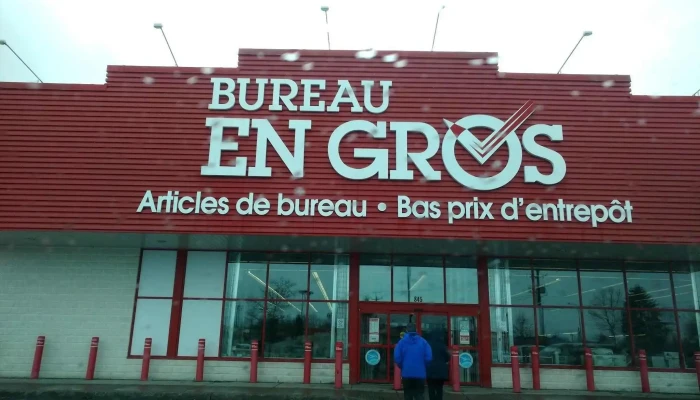 BUREAU
EN GROS
Articles de bureau • Bas prix d'entrepôt